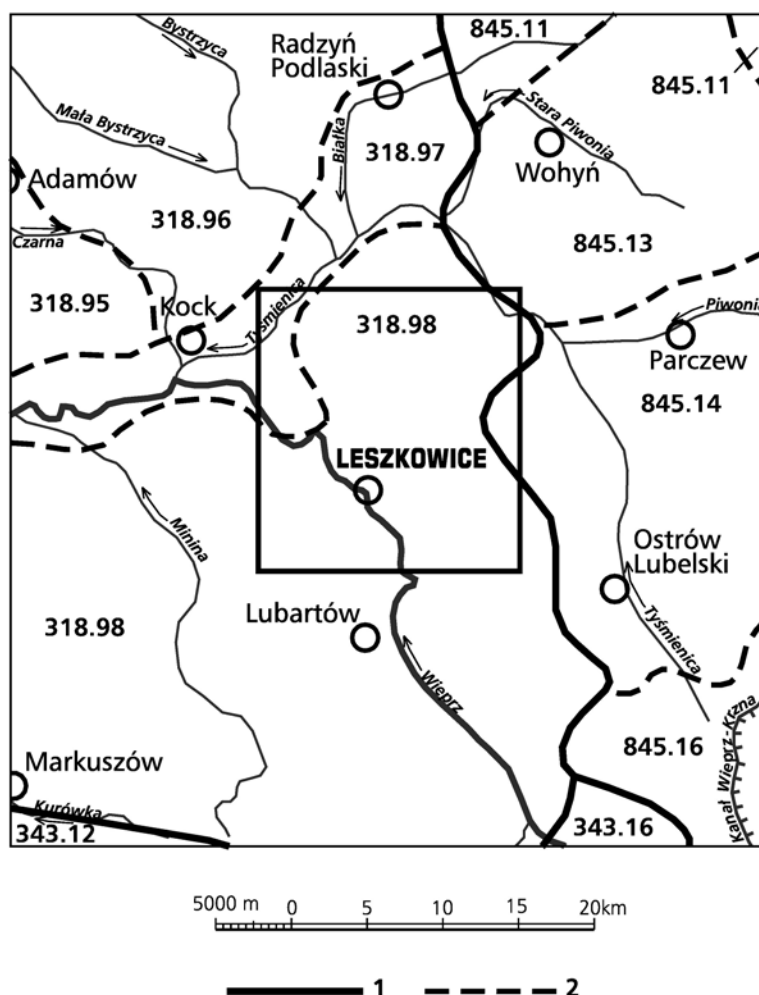 Bystrzyca
Radzyń
Podlaski
845.11
845.11
Mała Bystrzyca
Białka
Stara Piwonia
318.97
Wohyń
Adamów
318.96
Czarna
845.13
318.95
Kock
Tyśmienica
318.98
Piwonia
Parczew
845.14
LESZKOWICE
Minina
Ostrów
Lubelski
Lubartów
318.98
Tyśmienica
Wieprz
845.16
Kanał Wieprz-Krzna
Markuszów
Kurówka
343.12
343.16
5000 m 0 5 10 15 20km
1 2